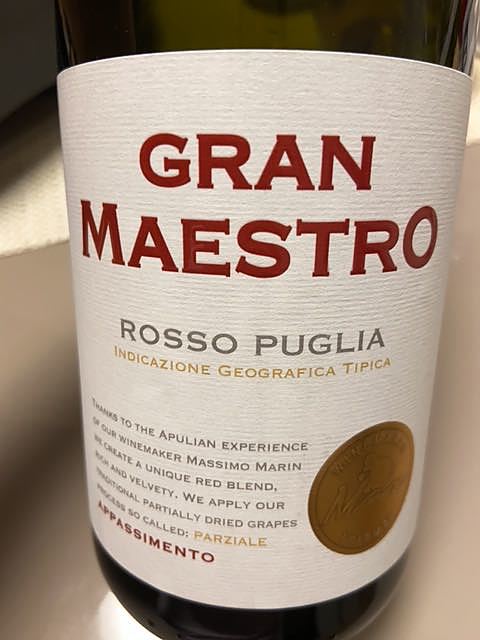 GRAN
MAESTRO
ROSSO PUGLIA
INDICAZIONE GEOGRAFICA TIPICA
THANKS TO THE APULIAN EXPERIENCE
OF OUR WINEMAKER MASSIMO MARIN
WE CREATE A UNIQUE RED BLEND,
RICH AND VELVETY. WE APPLY OUR
TRADITIONAL PARTIALLY DRIED GRAPES
PROCESS SO CALLED: PARZIALE
APPASSIMENTO